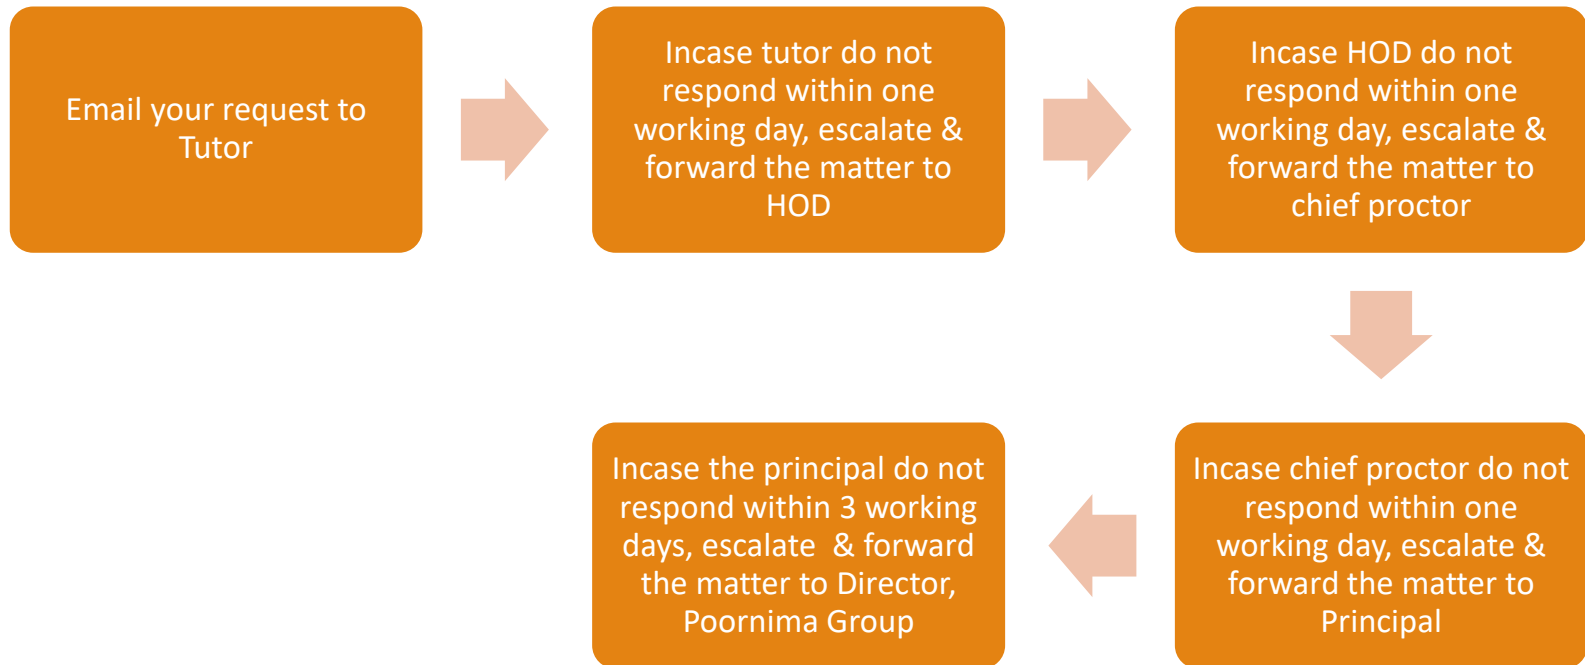 Email your request to
Tutor
Incase tutor do not
respond within one
working day, escalate &
forward the matter to
HOD
Incase HOD do not
respond within one
working day, escalate &
forward the matter to
chief proctor
Incase chief proctor do not
respond within one
working day, escalate &
forward the matter to
Principal
Incase the principal do not
respond within 3 working
days, escalate  & forward
the matter to Director,
Poornima Group